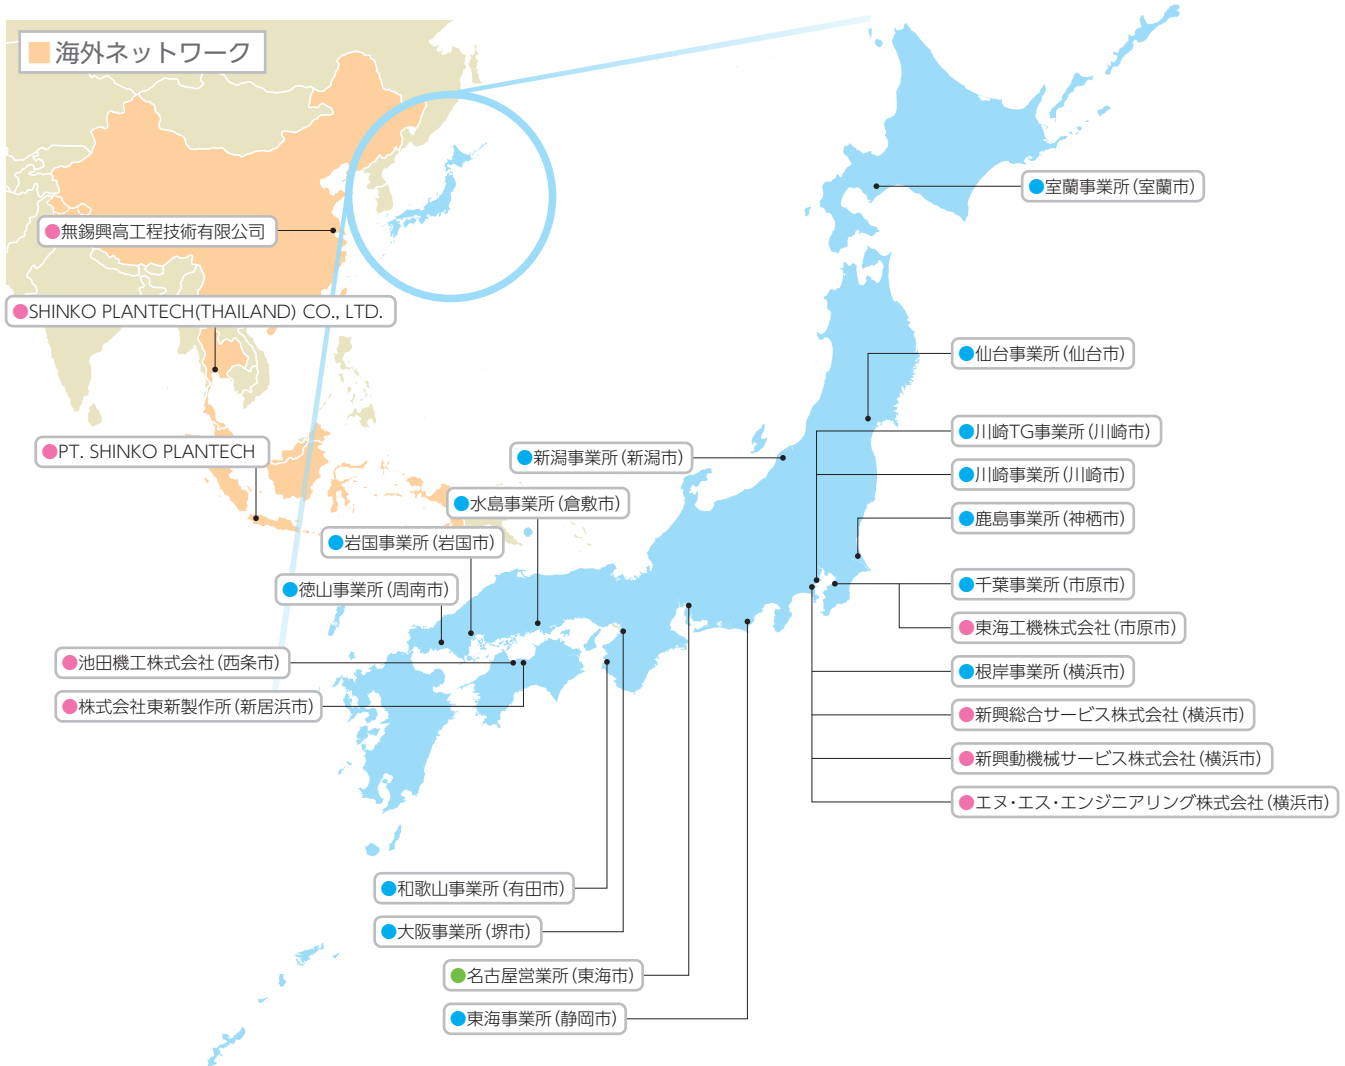 海外ネットワーク
室蘭事業所(室蘭市)
無錫興高工程技術有限公司
SHINKO PLANTECH(THAILAND) CO., LTD.
仙台事業所(仙台市)
川崎TG事業所(川崎市)
PT. SHINKO PLANTECH
新潟事業所(新潟市)
川崎事業所(川崎市)
水島事業所(倉敷市)
鹿島事業所(神栖市)
岩国事業所(岩国市)
千葉事業所(市原市)
徳山事業所(周南市)
東海工機株式会社(市原市)
池田機工株式会社(西条市)
根岸事業所(横浜市)
株式会社東新製作所(新居浜市)
新興総合サービス株式会社(横浜市)
新興動機械サービス株式会社(横浜市)
エヌ・エス・エンジニアリング株式会社(横浜市)
和歌山事業所(有田市)
大阪事業所(堺市)
名古屋営業所(東海市)
東海事業所(静岡市)